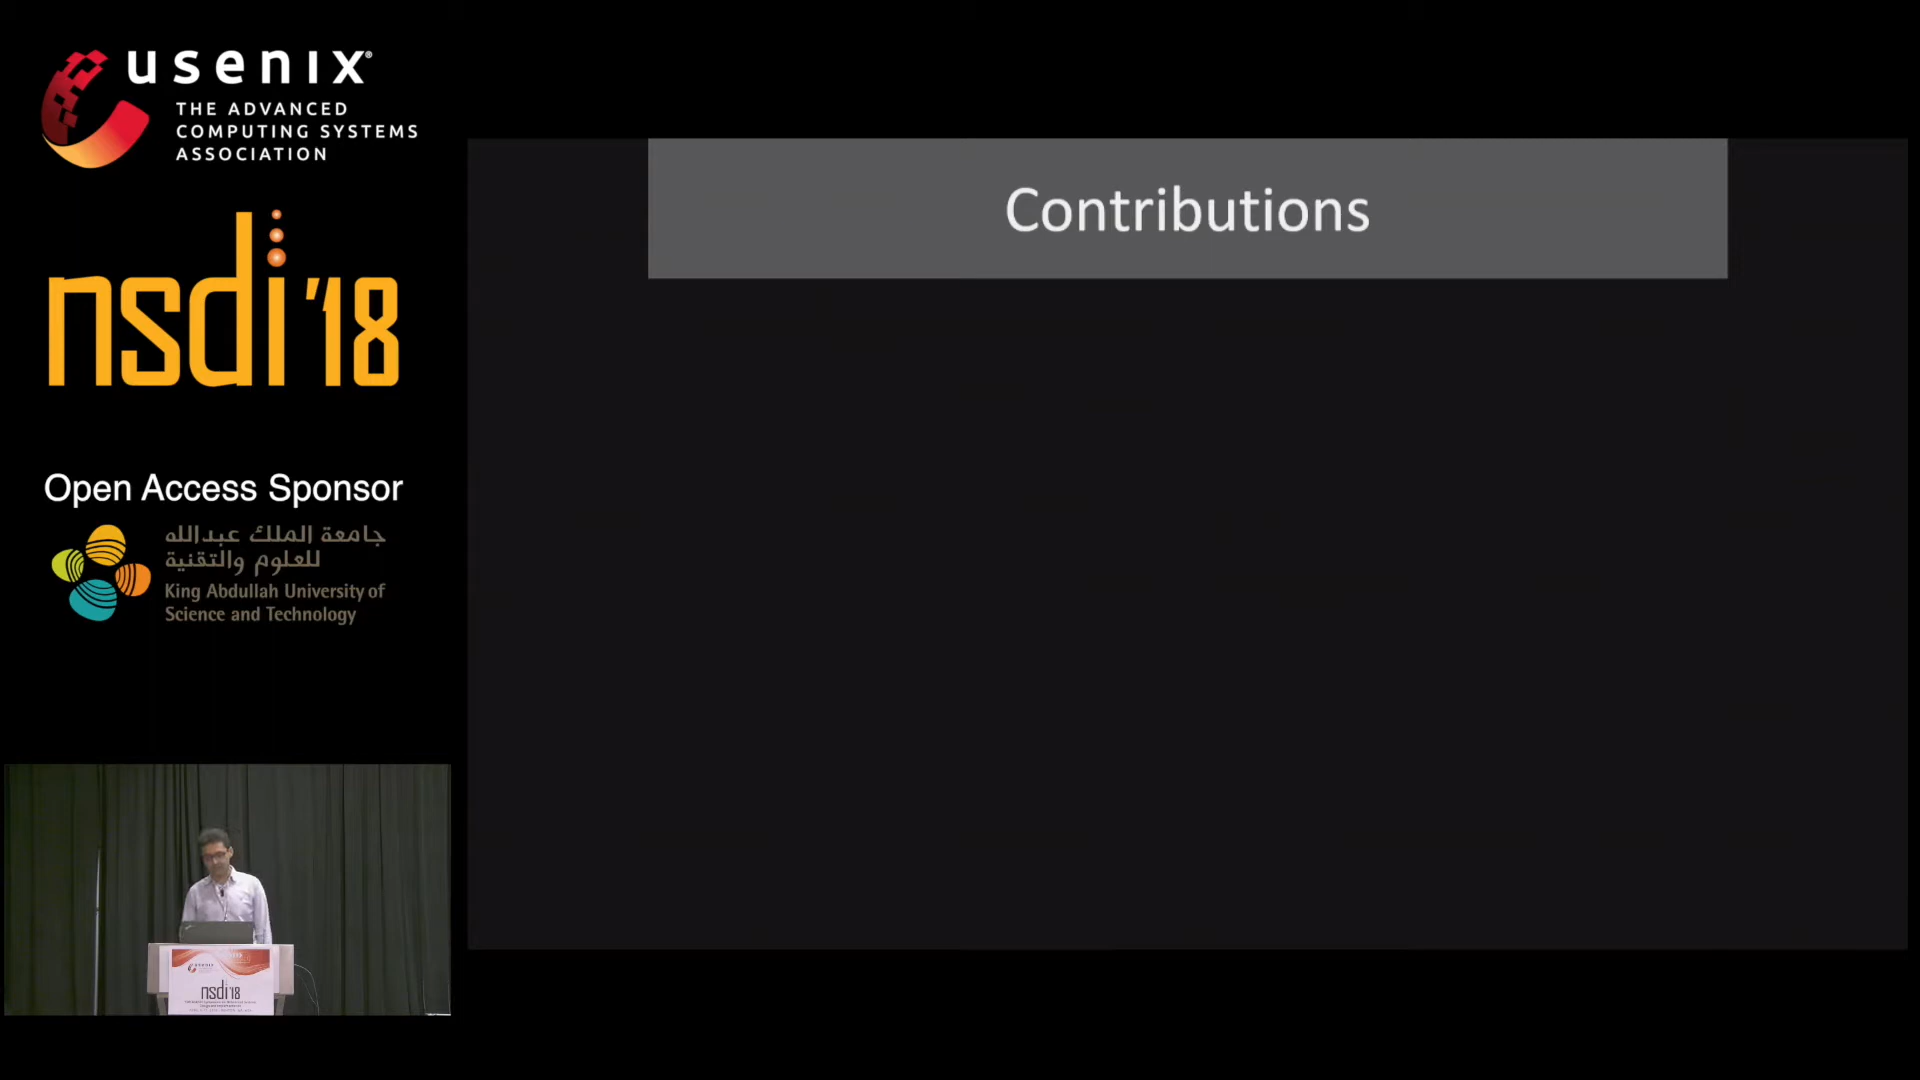 usenix®
THE ADVANCED
COMPUTING SYSTEMS
ASSOCIATION
nsdi '18
Open Access Sponsor
جامعة الملك عبدالله
للعلوم والتقنية
King Abdullah University of
Science and Technology
Contributions
usenix
nsdi'18